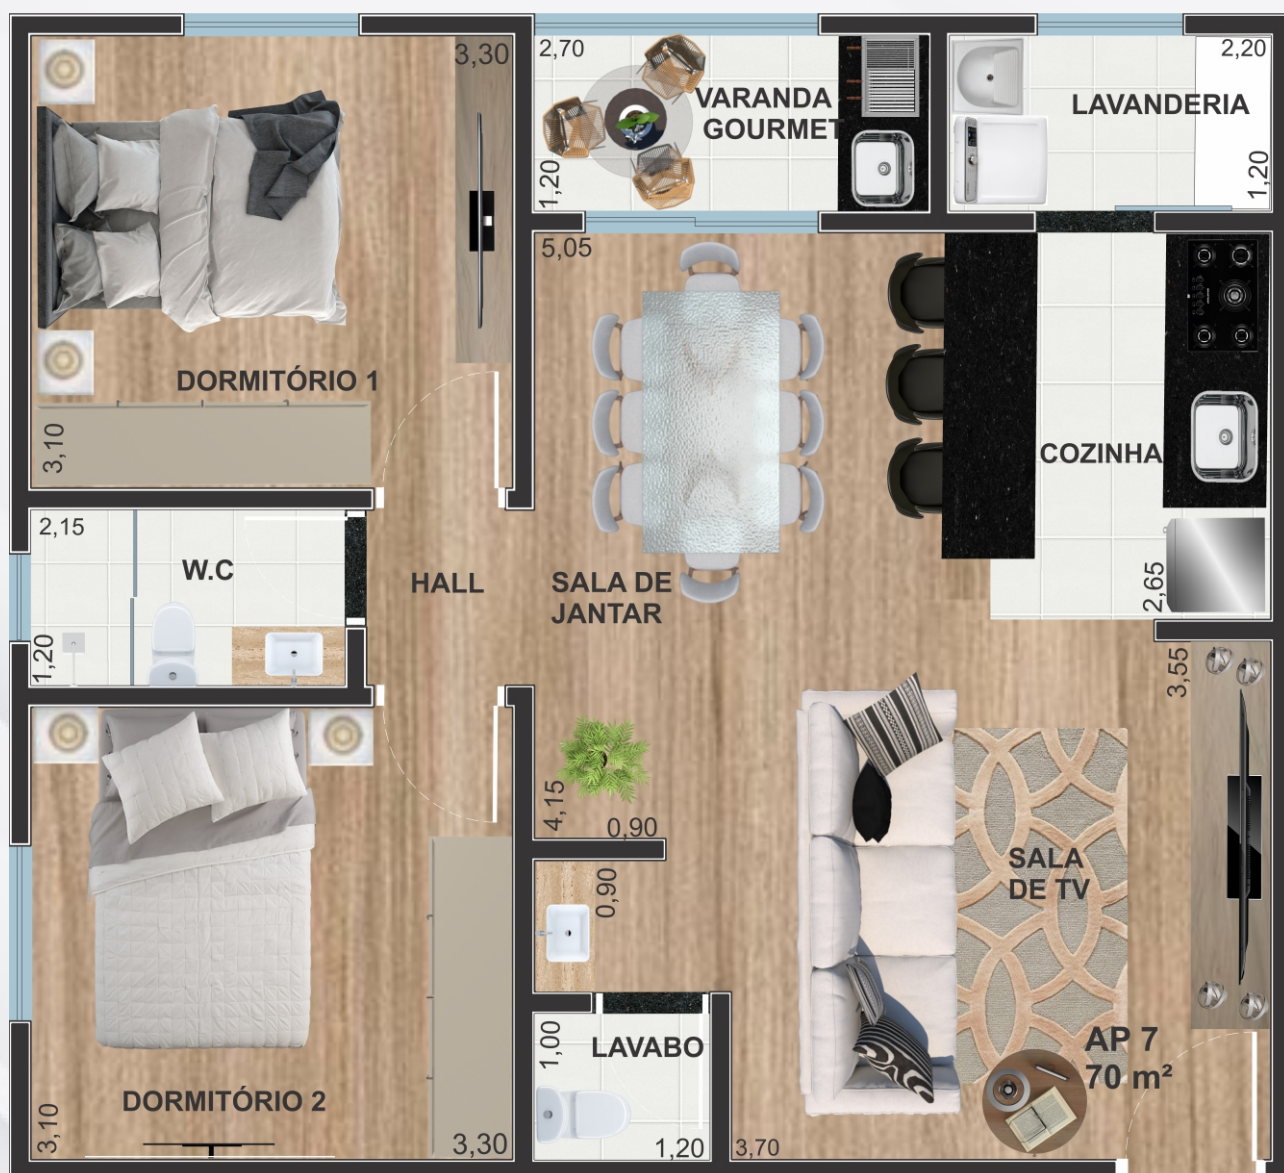 3,30
2,70
VARANDA
GOURMET
1,20
2,20
LAVANDERIA
1,20
5,05
DORMITÓRIO 1
3,10
COZINHA
2,15
W.C
1,20
HALL
SALA DE
JANTAR
2,65
3,55
4,15
0,90
0,90
SALA
DE TV
1,00
LAVABO
1,20
AP 7
70 m²
DORMITÓRIO 2
3,10
3,30
3,70